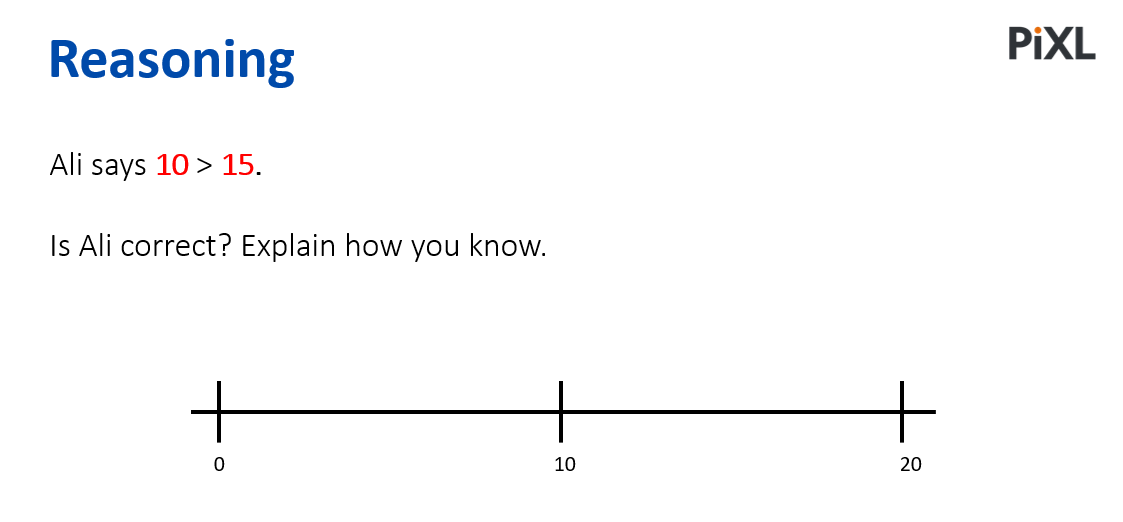 Reasoning
PiXL
Ali says 10 > 15.
Is Ali correct? Explain how you know.
0 10 20